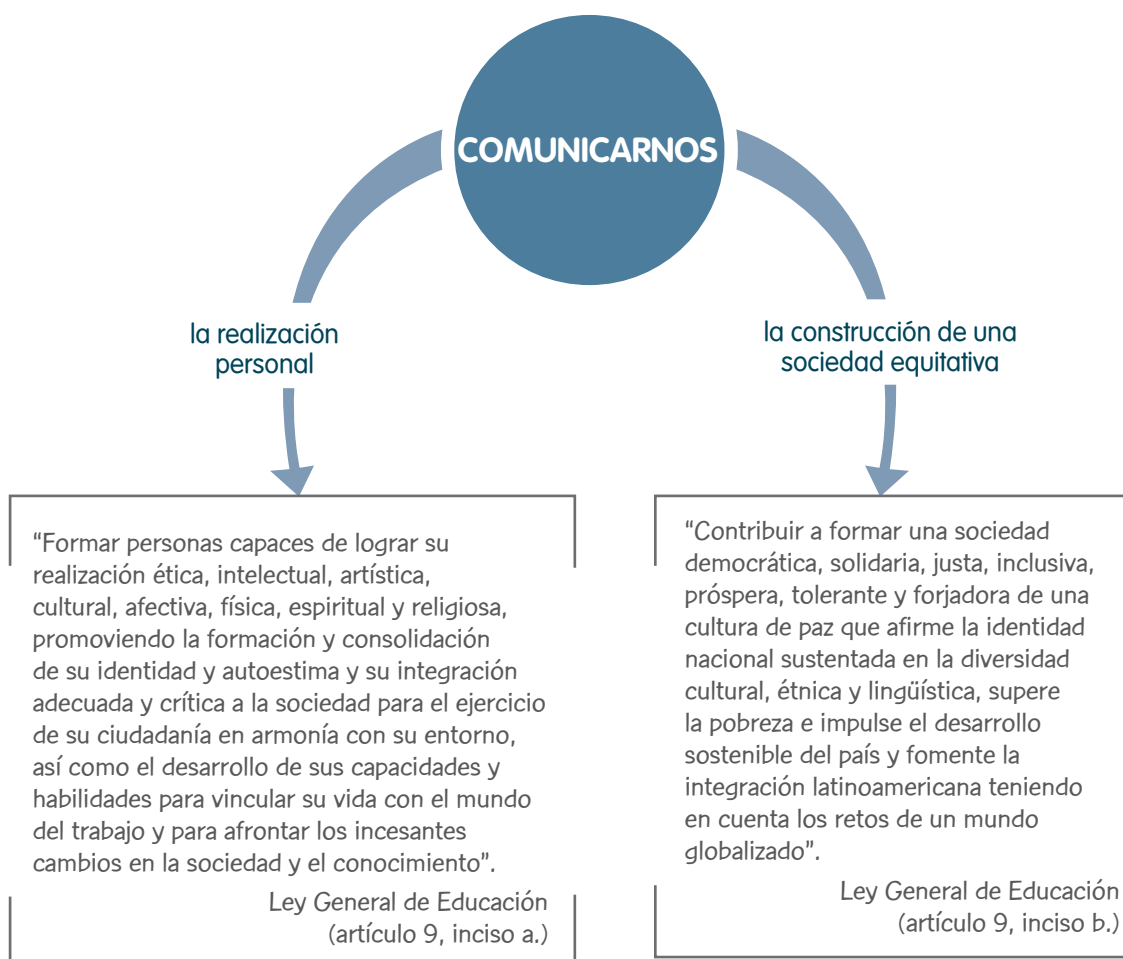 COMUNICARNOS
la realización
personal
“Formar personas capaces de lograr su
realización ética, intelectual, artística,
cultural, afectiva, física, espiritual y religiosa,
promoviendo la formación y consolidación
de su identidad y autoestima y su integración
adecuada y crítica a la sociedad para el ejercicio
de su ciudadanía en armonía con su entorno,
así como el desarrollo de sus capacidades y
habilidades para vincular su vida con el mundo
del trabajo y para afrontar los incesantes
cambios en la sociedad y el conocimiento”.
Ley General de Educación
(artículo 9, inciso a.)
la construcción de una
sociedad equitativa
“Contribuir a formar una sociedad
democrática, solidaria, justa, inclusiva,
próspera, tolerante y forjadora de una
cultura de paz que afirme la identidad
nacional sustentada en la diversidad
cultural, étnica y lingüística, supere
la pobreza e impulse el desarrollo
sostenible del país y fomente la
integración latinoamericana teniendo
en cuenta los retos de un mundo
globalizado”.
Ley General de Educación
(artículo 9, inciso b.)